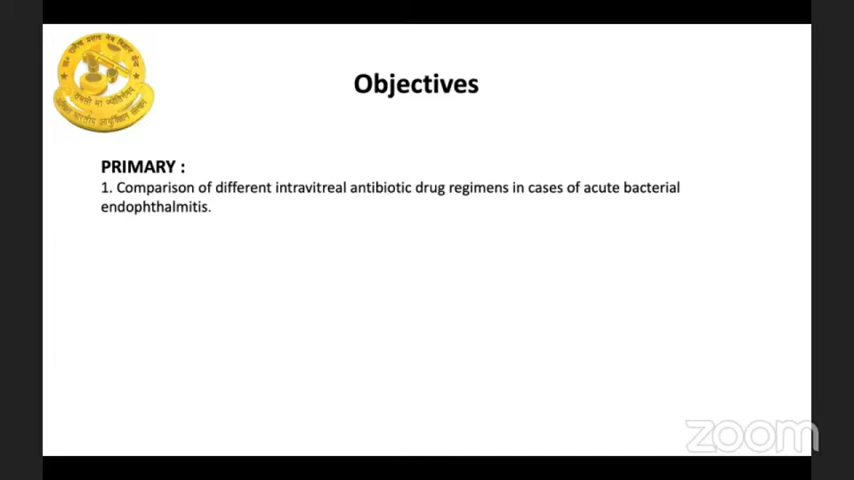 Objectives
PRIMARY :
1. Comparison of different intravitreal antibiotic drug regimens in cases of acute bacterial
endophthalmitis.
zoom